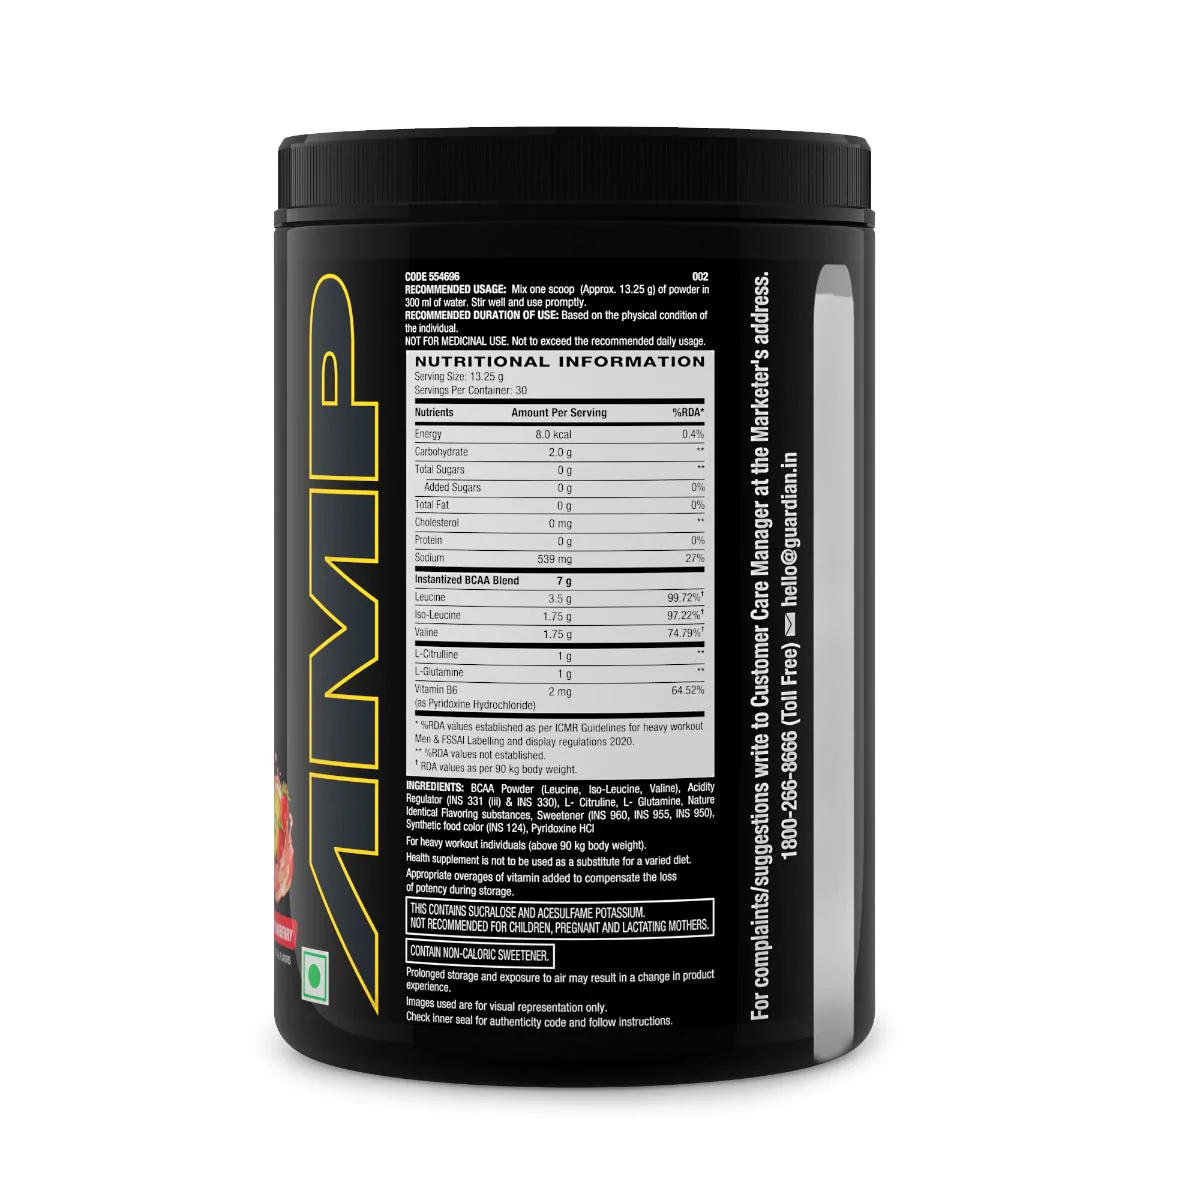 AMP
CODE 554696 002
RECOMMENDED USAGE: Mix one scoop (Approx. 13.25 g) of powder in
300 ml of water. Stir well and use promptly.
RECOMMENDED DURATION OF USE: Based on the physical condition of
the individual.
NOT FOR MEDICINAL USE. Not to exceed the recommended daily usage.
NUTRITIONAL INFORMATION
Serving Size: 13.25 g
Servings Per Container: 30
Nutrients Amount Per Serving %RDA*
Energy 8.0 kcal 0.4%
Carbohydrate 2.0 g **
Total Sugars 0 g **
Added Sugars 0 g 0%
Total Fat 0 g 0%
Cholesterol 0 mg **
Protein 0 g 0%
Sodium 539 mg 27%
Instantized BCAA Blend 7 g
Leucine 3.5 g 99.72%†
Iso-Leucine 1.75 g 97.22%†
Valine 1.75 g 74.79%†
L-Citrulline 1 g **
L-Glutamine 1 g **
Vitamin B6 2 mg 64.52%
(as Pyridoxine Hydrochloride)
* %RDA values established as per ICMR Guidelines for heavy workout
Men & FSSAI Labelling and display regulations 2020.
** %RDA values not established.
† RDA values as per 90 kg body weight.
INGREDIENTS: BCAA Powder (Leucine, Iso-Leucine, Valine), Acidity
Regulator (INS 331 (iii) & INS 330), L- Citruline, L- Glutamine, Nature
Identical Flavoring substances, Sweetener (INS 960, INS 955, INS 950),
Synthetic food color (INS 124), Pyridoxine HCl
For heavy workout individuals (above 90 kg body weight).
Health supplement is not to be used as a substitute for a varied diet.
Appropriate overages of vitamin added to compensate the loss
of potency during storage.
THIS CONTAINS SUCRALOSE AND ACESULFAME POTASSIUM.
NOT RECOMMENDED FOR CHILDREN, PREGNANT AND LACTATING MOTHERS.
CONTAIN NON-CALORIC SWEETENER.
Prolonged storage and exposure to air may result in a change in product
experience.
Images used are for visual representation only.
Check inner seal for authenticity code and follow instructions.
For complaints/suggestions write to Customer Care Manager at the Marketer's address.
1800-266-8666 (Toll Free) hello@guardian.in